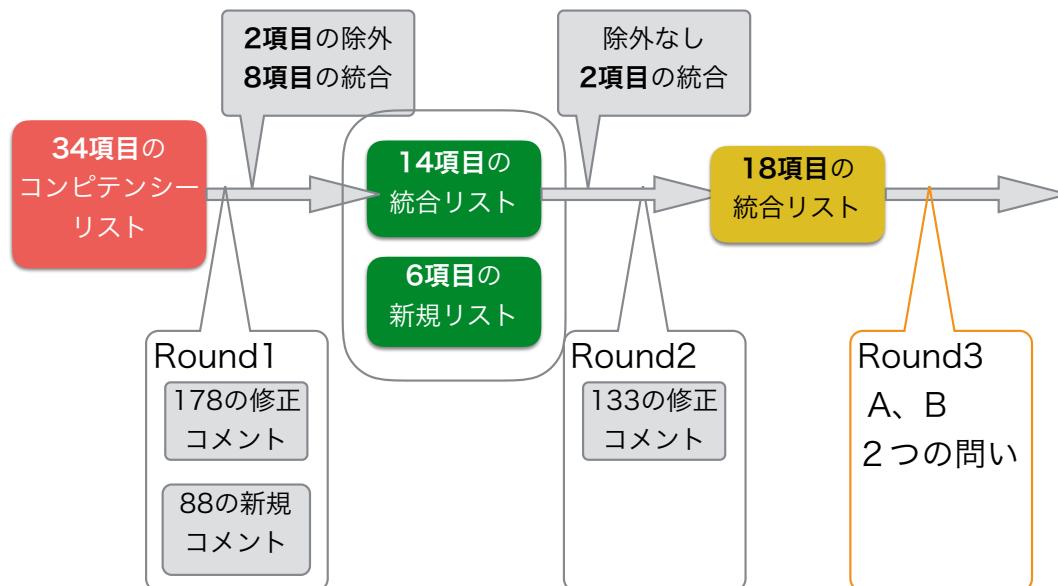 2項目の除外
8項目の統合
除外なし
2項目の統合
34項目の
コンピテンシー
リスト
14項目の
統合リスト
18項目の
統合リスト
6項目の
新規リスト
Round1
178の修正
コメント
88の新規
コメント
Round2
133の修正
コメント
Round3
A、B
２つの問い